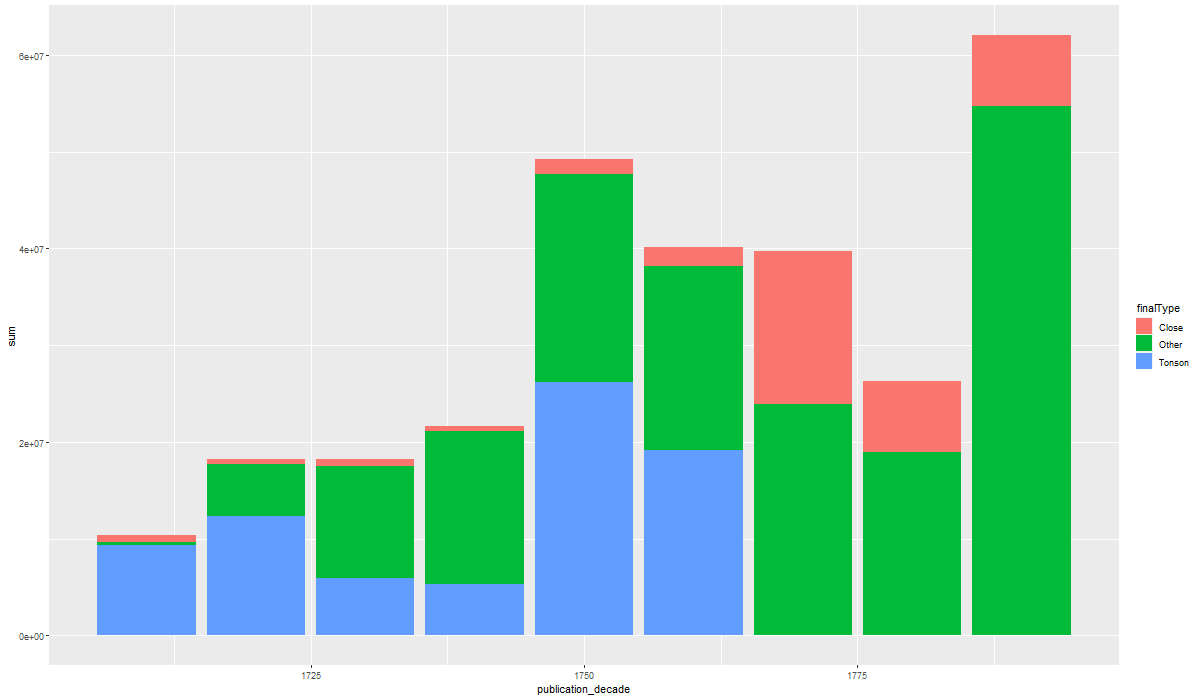 6e+07
4e+07
2e+07
0e+00
sum
1725
1750
1775
publication_decade
finalType
Close
Other
Tonson